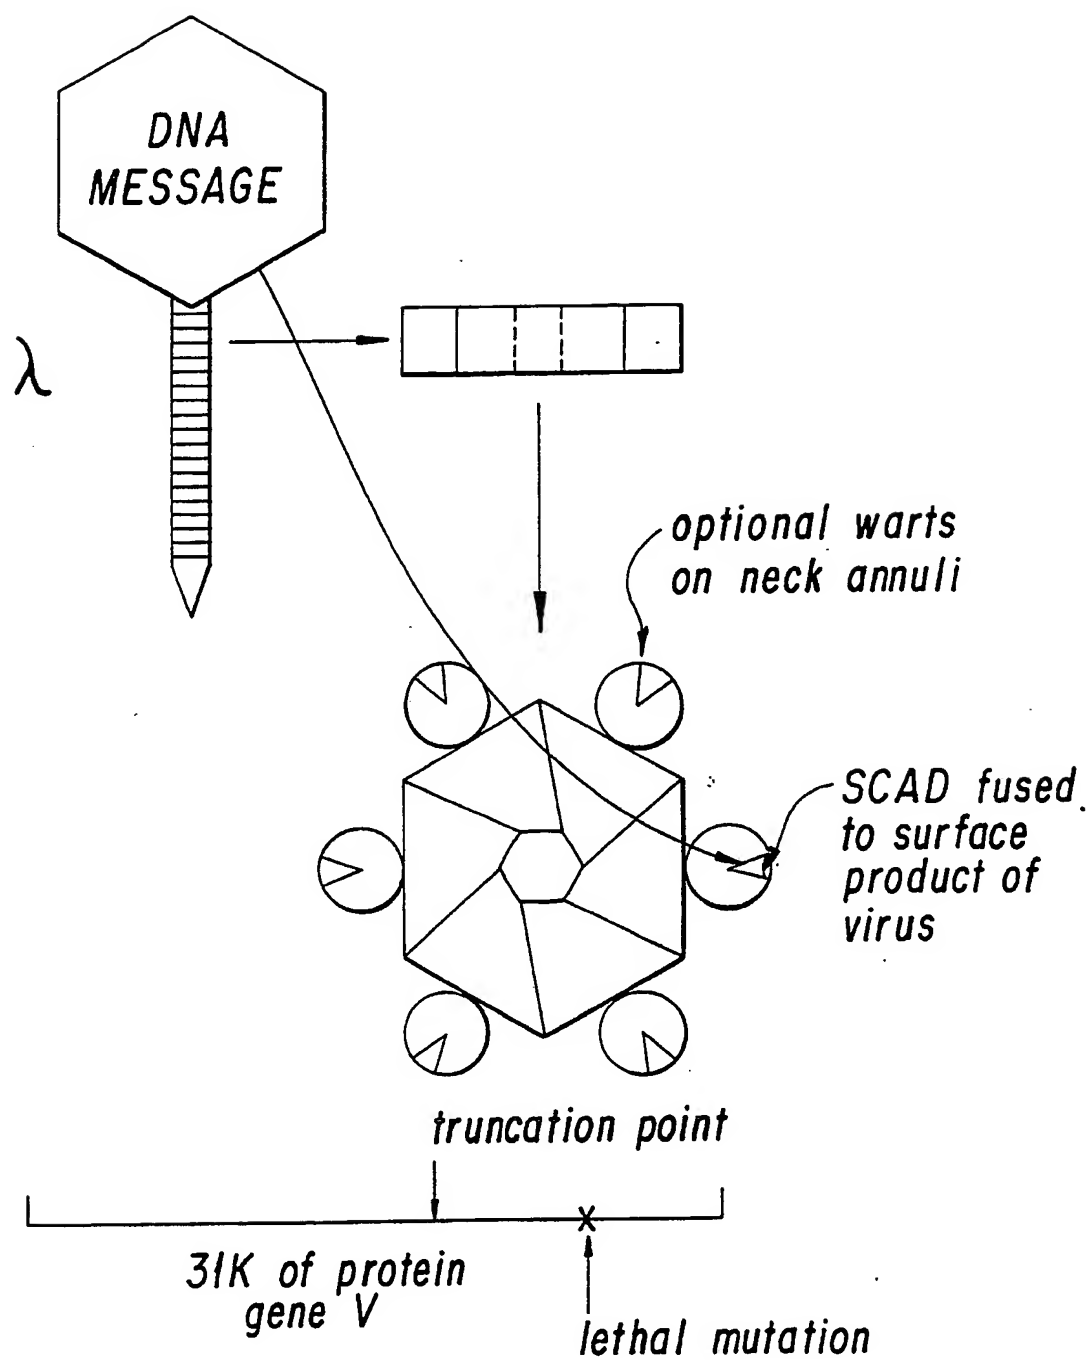 DNA
MESSAGE
λ
optional warts
on neck annuli
SCAD fused
to surface
product of
virus
truncation point
X
31K of protein
gene V
lethal mutation